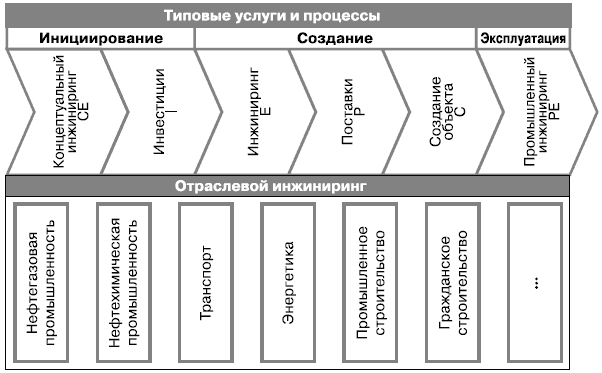 Типовые услуги и процессы
Инициирование
Создание
Эксплуатация
Концептуальный
инжиниринг
CE
Инвестиции
I
Инжиниринг
E
Поставки
P
Создание
объекта
C
Промышленный
инжиниринг
PE
Отраслевой инжиниринг
Нефтегазовая
промышленность
Нефтехимическая
промышленность
Транспорт
Энергетика
Промышленное
строительство
Гражданское
строительство
...